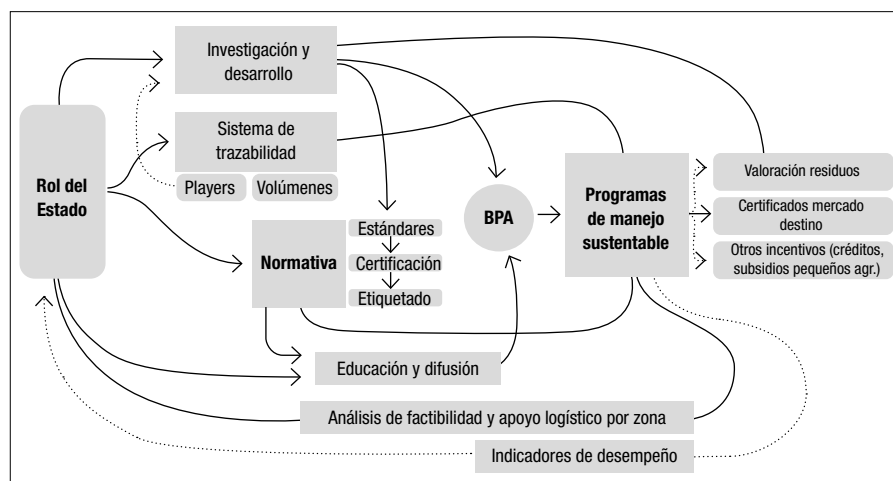 Investigación y
desarrollo
Rol del
Estado
Sistema de
trazabilidad
Players
Volúmenes
Normativa
Estándares
Certificación
Etiquetado
BPA
Programas
de manejo
sustentable
Valoración residuos
Certificados mercado
destino
Otros incentivos (créditos,
subsidios pequeños agr.)
Educación y difusión
Análisis de factibilidad y apoyo logístico por zona
Indicadores de desempeño